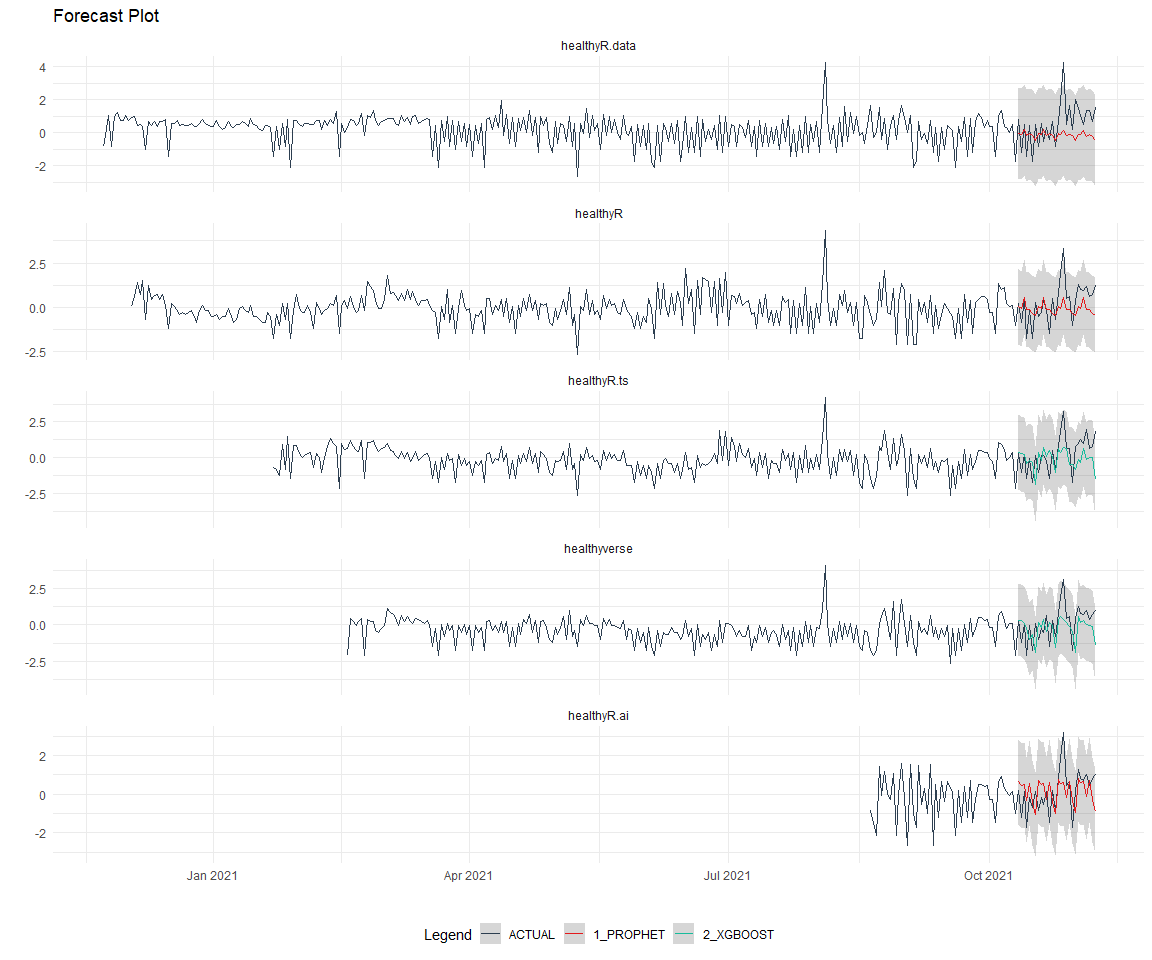 Forecast Plot
healthyR.data
4
2
0
-2
healthyR
2.5
0.0
-2.5
healthyR.ts
2.5
0.0
-2.5
healthyverse
2.5
0.0
-2.5
healthyR.ai
2
0
-2
Jan 2021 Apr 2021 Jul 2021 Oct 2021
Legend ACTUAL 1_PROPHET 2_XGBOOST